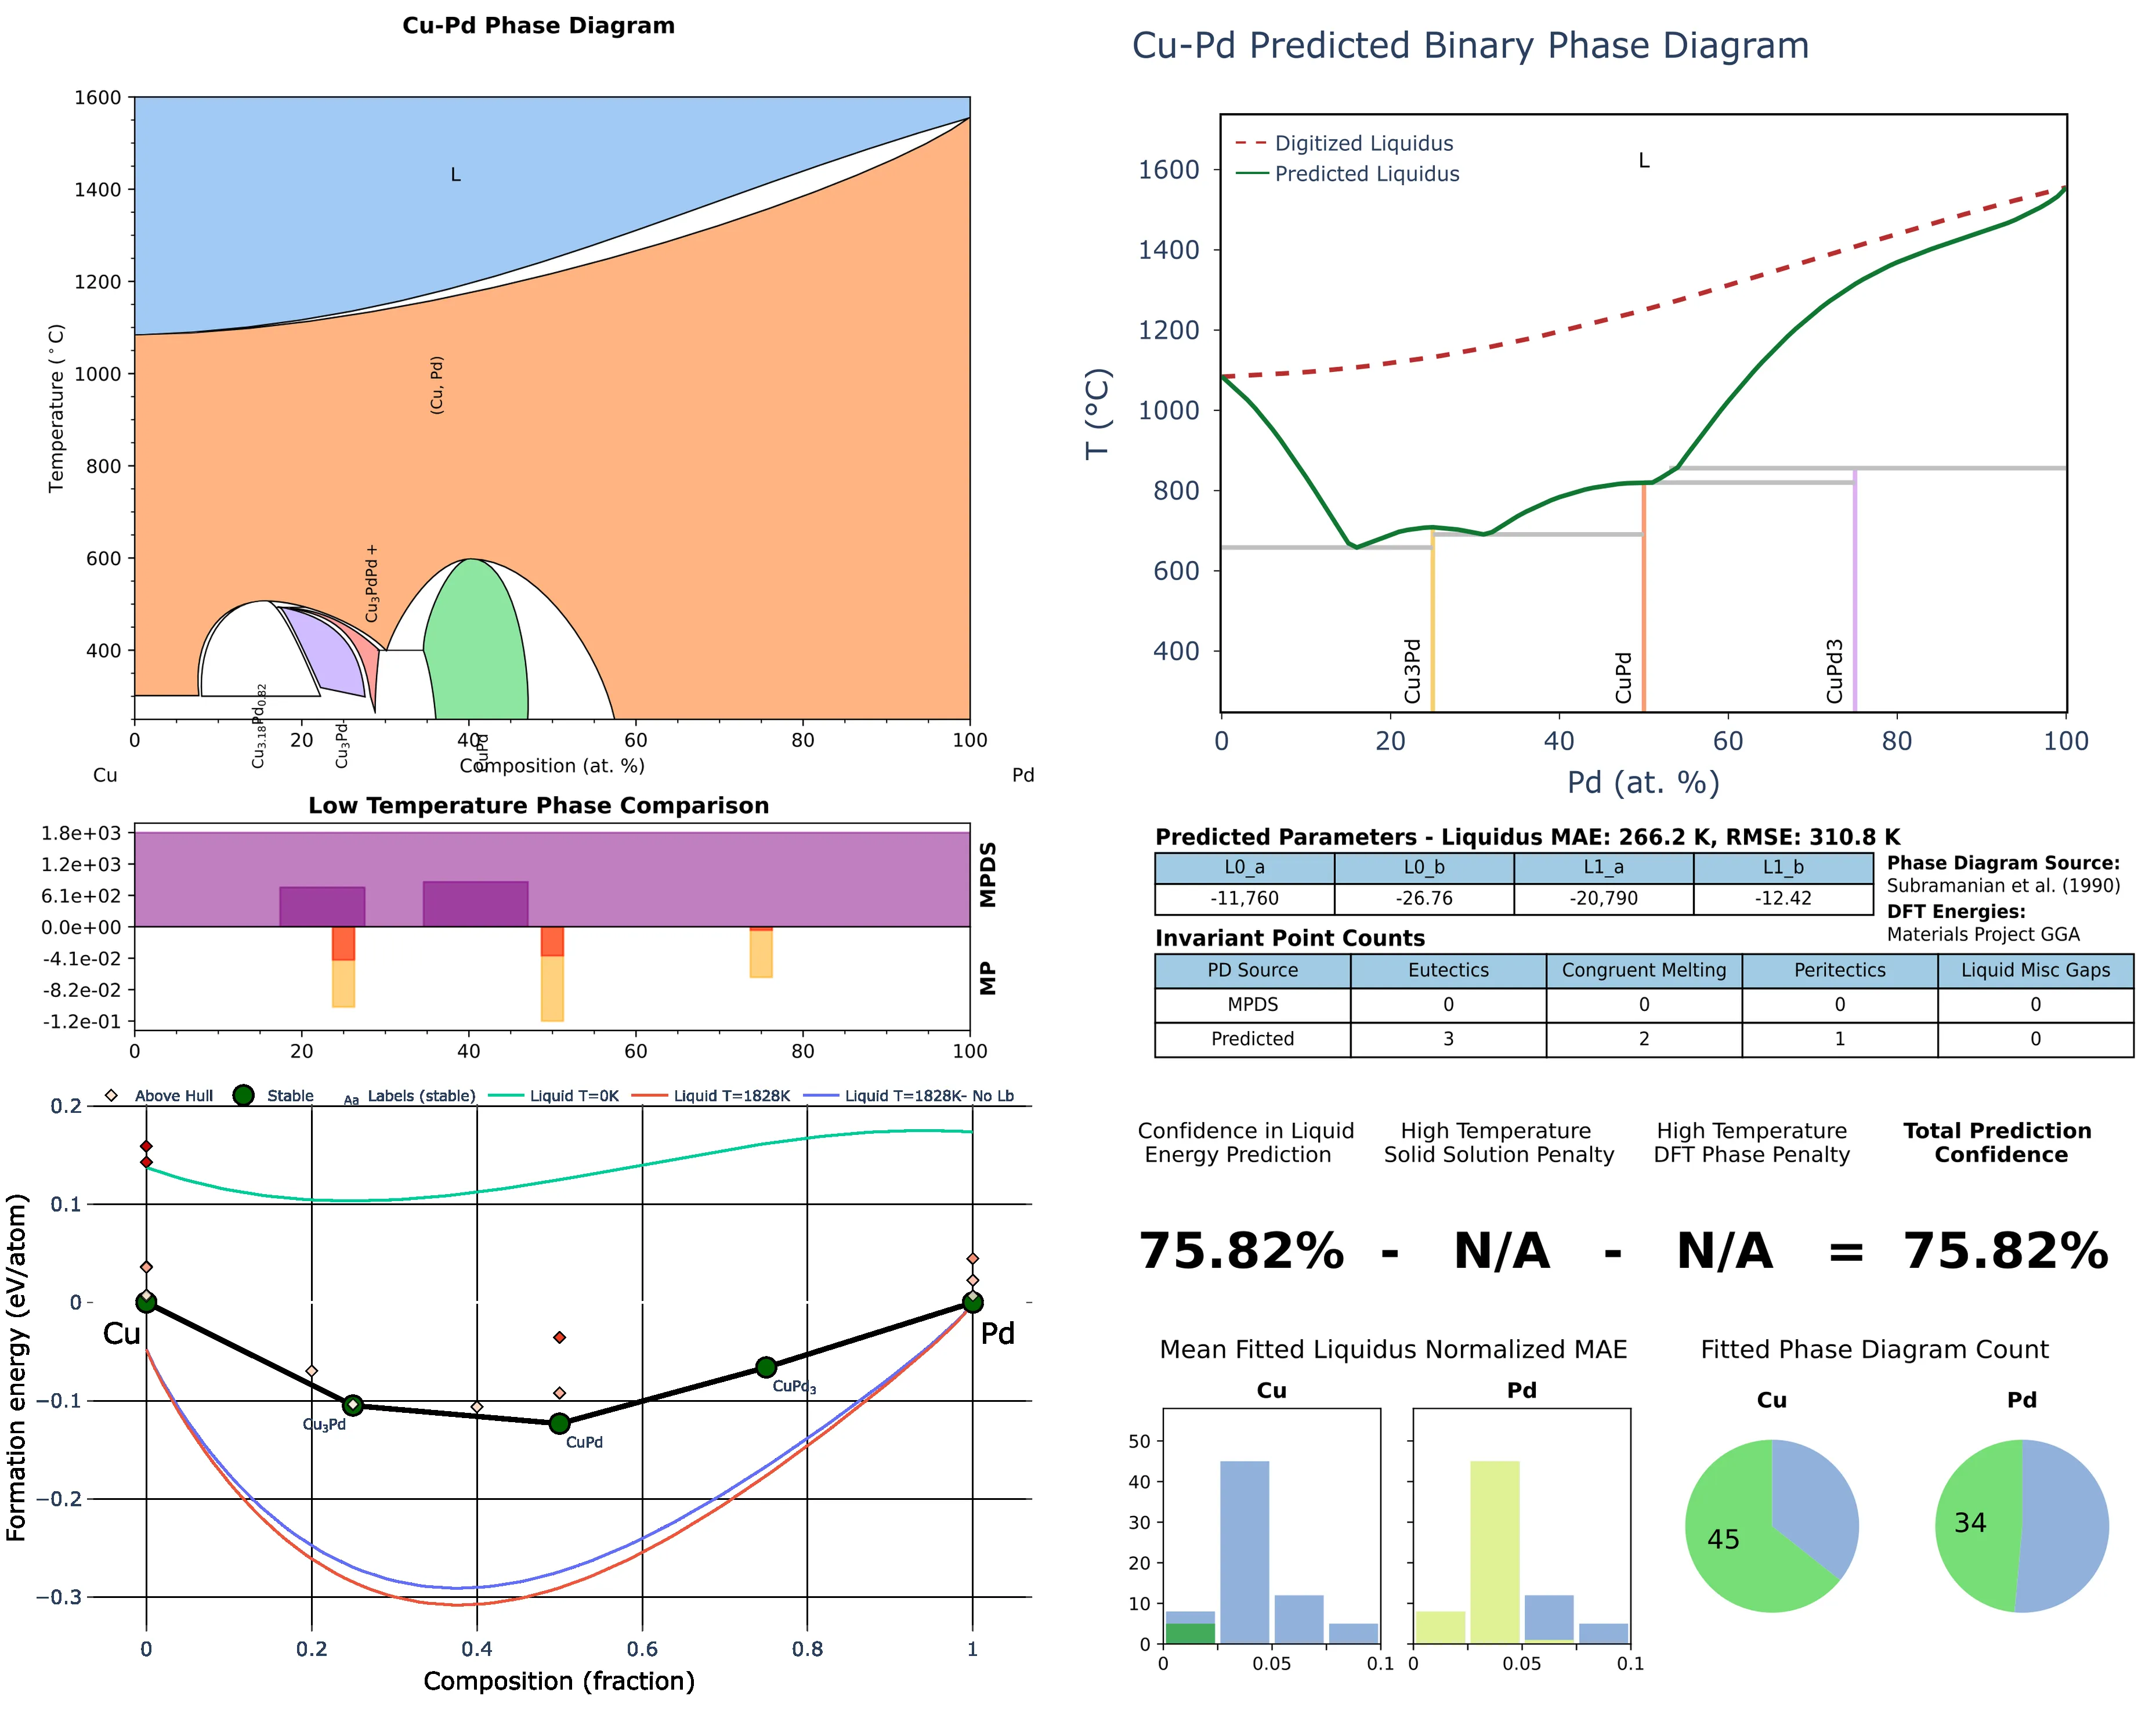 Cu-Pd Phase Diagram
1600
1400
1200
1000
800
600
400
Temperature (°C)
L
(Cu, Pd)
Cu₃PdPd +
Cu₃.₁₈Pd₀.₈₂
Cu₃Pd
CuPd
0 20 40 60 80 100
Composition (at. %)
Cu Pd
Cu-Pd Predicted Binary Phase Diagram
Digitized Liquidus
Predicted Liquidus
L
1600
1400
1200
1000
800
600
400
T (°C)
Cu3Pd
CuPd
CuPd3
0 20 40 60 80 100
Pd (at. %)
Low Temperature Phase Comparison
1.8e+03
1.2e+03
6.1e+02
0.0e+00
-4.1e-02
-8.2e-02
-1.2e-01
MPDS
MP
0 20 40 60 80 100
Predicted Parameters - Liquidus MAE: 266.2 K, RMSE: 310.8 K
L0_a L0_b L1_a L1_b
-11,760 -26.76 -20,790 -12.42
Phase Diagram Source:
Subramanian et al. (1990)
DFT Energies:
Materials Project GGA
Invariant Point Counts
PD Source Eutectics Congruent Melting Peritectics Liquid Misc Gaps
MPDS 0 0 0 0
Predicted 3 2 1 0
Above Hull Stable Aa Labels (stable) Liquid T=0K Liquid T=1828K Liquid T=1828K- No Lb
0.2
0.1
0
−0.1
−0.2
−0.3
Formation energy (eV/atom)
Cu
Pd
Cu₃Pd
CuPd
CuPd₃
0 0.2 0.4 0.6 0.8 1
Composition (fraction)
Confidence in Liquid
Energy Prediction
High Temperature
Solid Solution Penalty
High Temperature
DFT Phase Penalty
Total Prediction
Confidence
75.82% - N/A - N/A = 75.82%
Mean Fitted Liquidus Normalized MAE
Cu
Pd
50
40
30
20
10
0
0 0.05 0.1
0 0.05 0.1
Fitted Phase Diagram Count
Cu
Pd
45
34